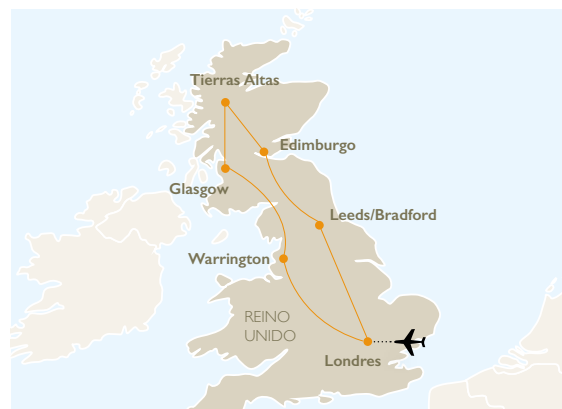 Tierras Altas
Edimburgo
Glasgow
Leeds/Bradford
Warrington
REINO
UNIDO
Londres